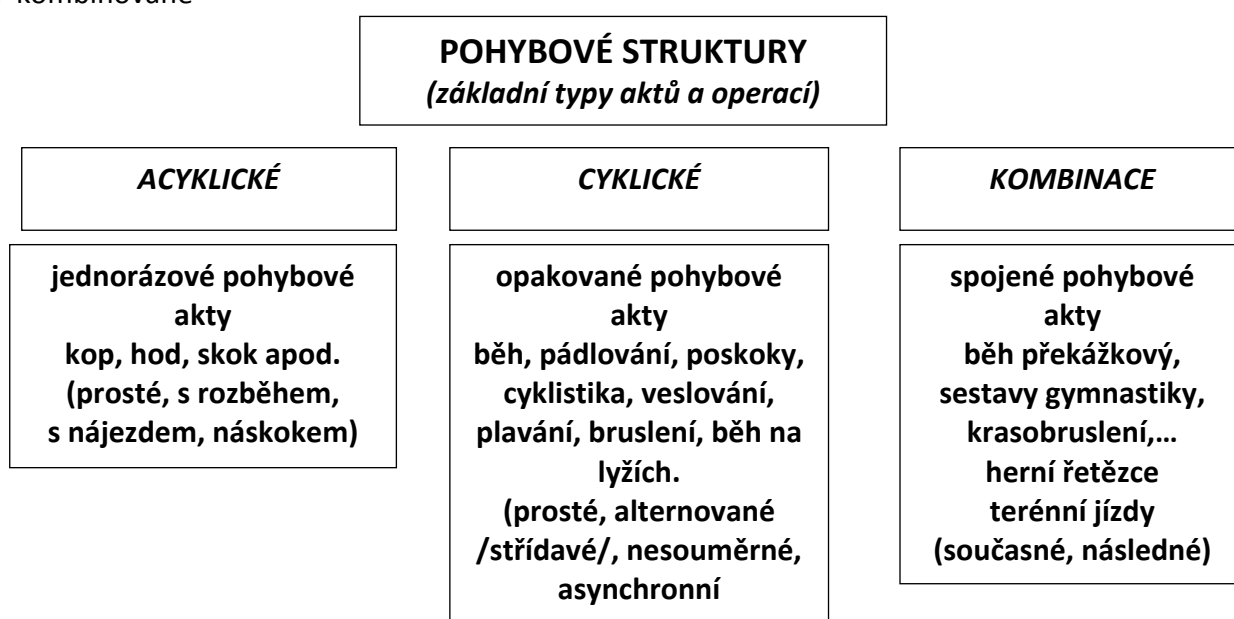 kombinované
POHYBOVÉ STRUKTURY
(základní typy aktů a operací)
ACYKLICKÉ
jednorázové pohybové
akty
kop, hod, skok apod.
(prosté, s rozběhem,
s nájezdem, náskokem)
CYKLICKÉ
opakované pohybové
akty
běh, pádlování, poskoky,
cyklistika, veslování,
plavání, bruslení, běh na
lyžích.
(prosté, alternované
/střídavé/, nesouměrné,
asynchronní
KOMBINACE
spojené pohybové
akty
běh překážkový,
sestavy gymnastiky,
krasobruslení,...
herní řetězce
terénní jízdy
(současné, následné)